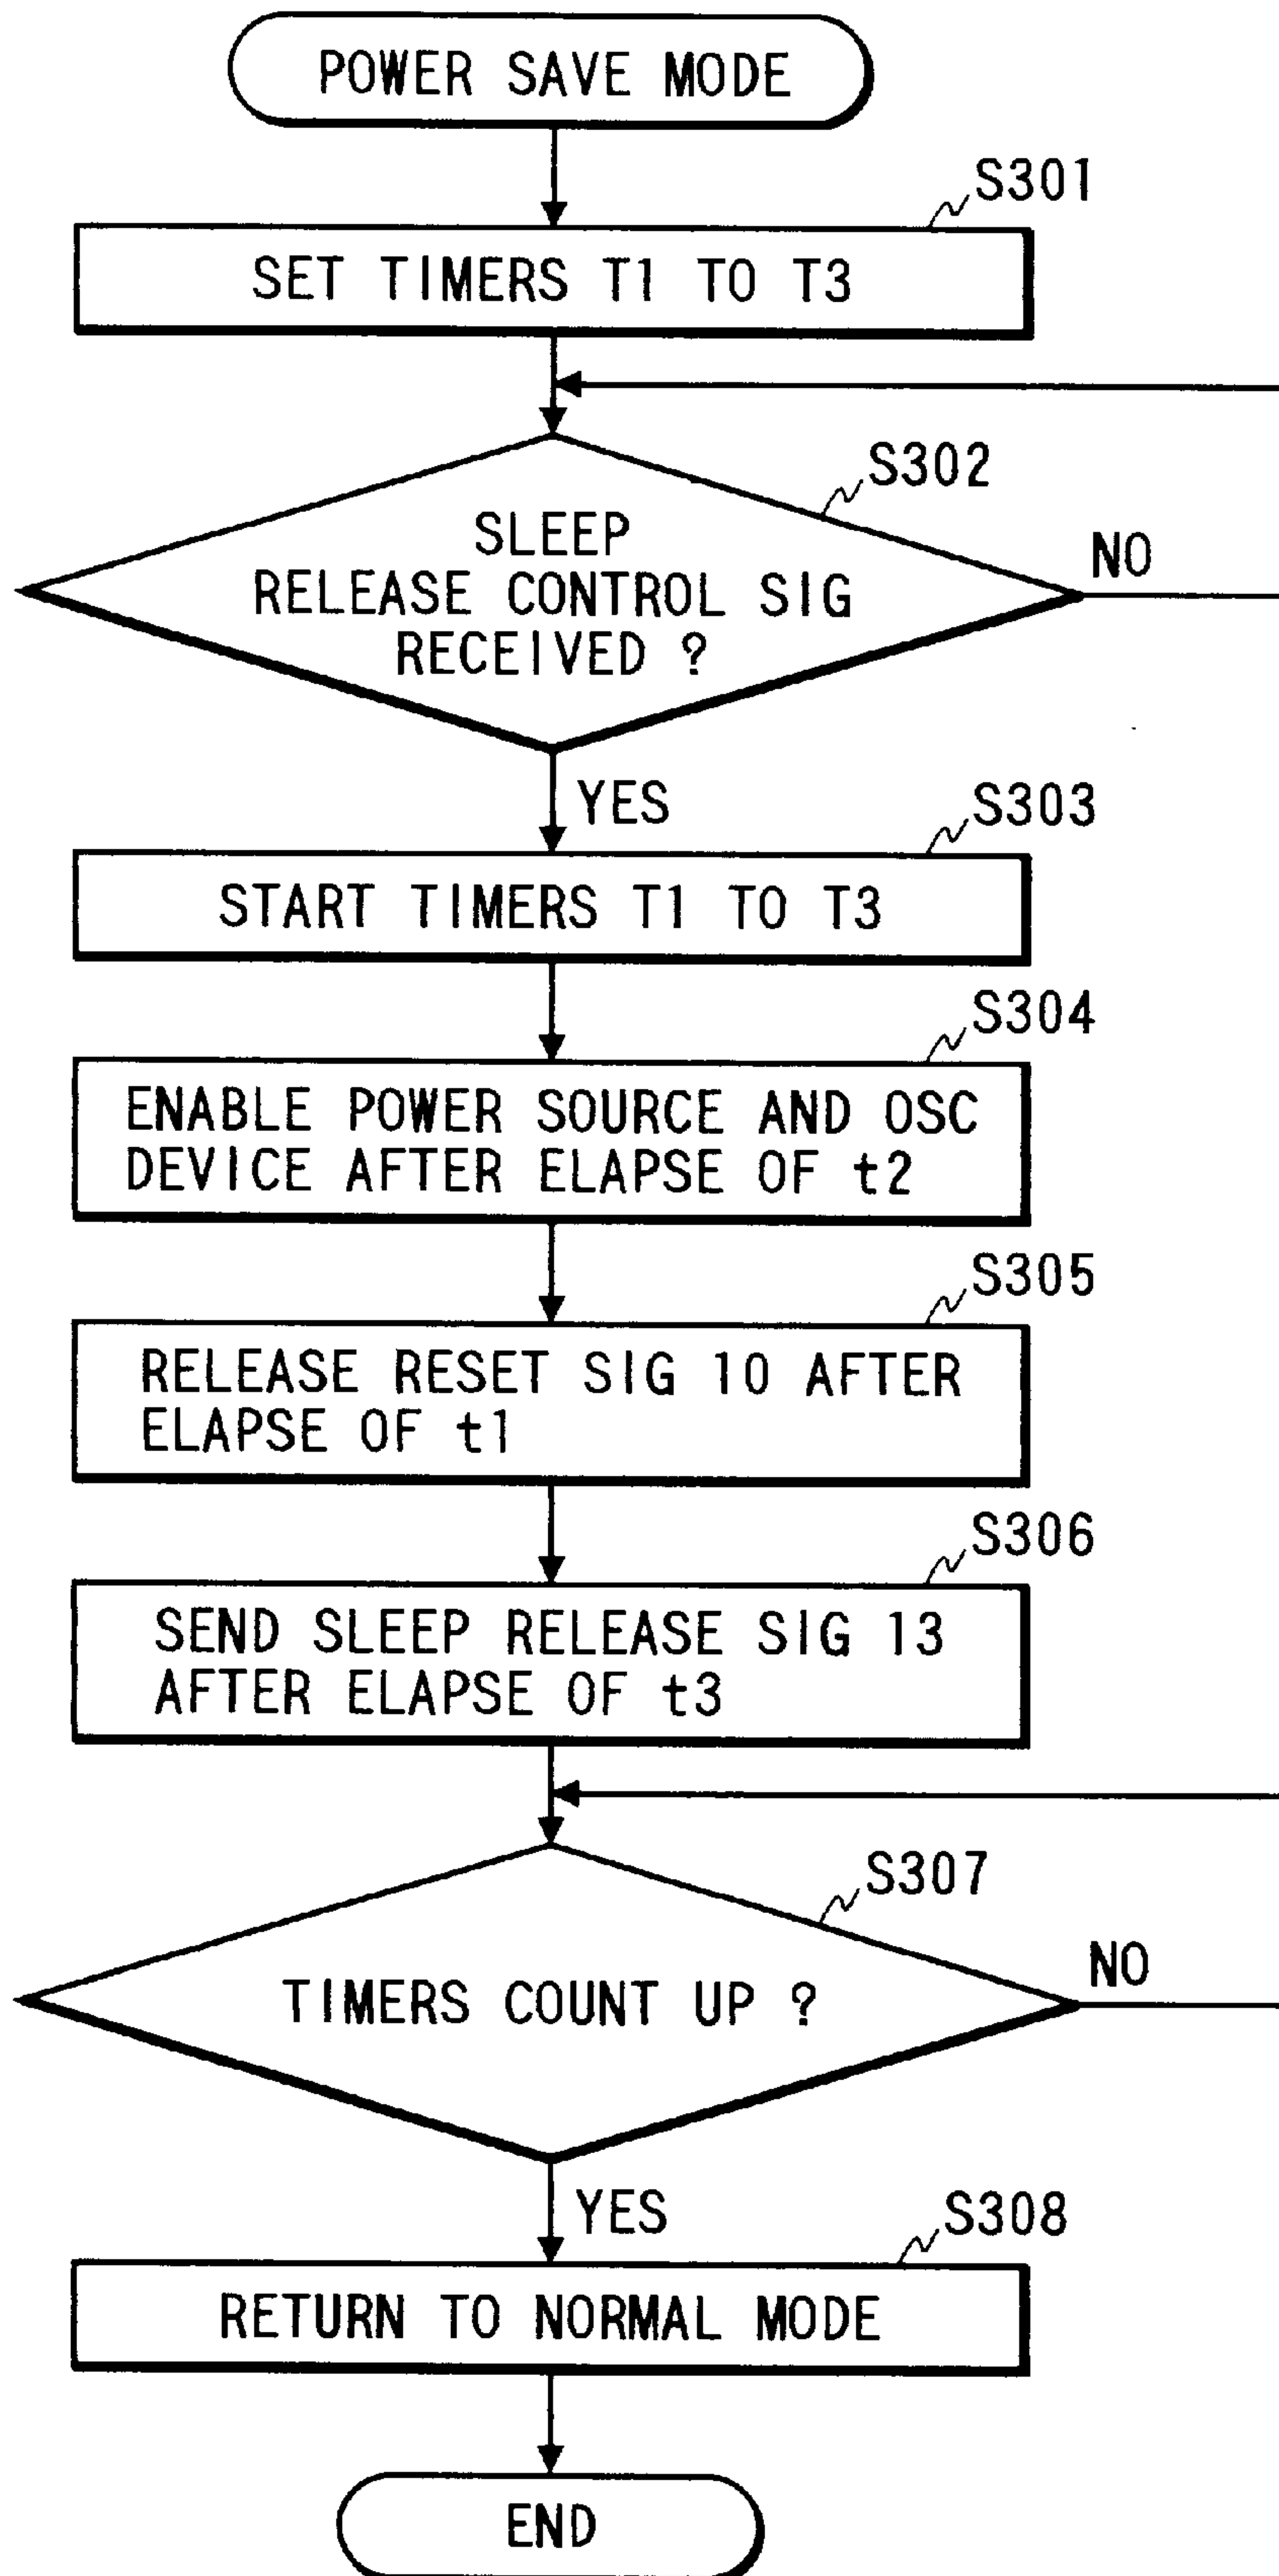 POWER SAVE MODE
S301
SET TIMERS T1 TO T3
S302
SLEEP
RELEASE CONTROL SIG
RECEIVED ?
NO
YES
S303
START TIMERS T1 TO T3
S304
ENABLE POWER SOURCE AND OSC
DEVICE AFTER ELAPSE OF t2
S305
RELEASE RESET SIG 10 AFTER
ELAPSE OF t1
S306
SEND SLEEP RELEASE SIG 13
AFTER ELAPSE OF t3
S307
TIMERS COUNT UP ?
NO
YES
S308
RETURN TO NORMAL MODE
END